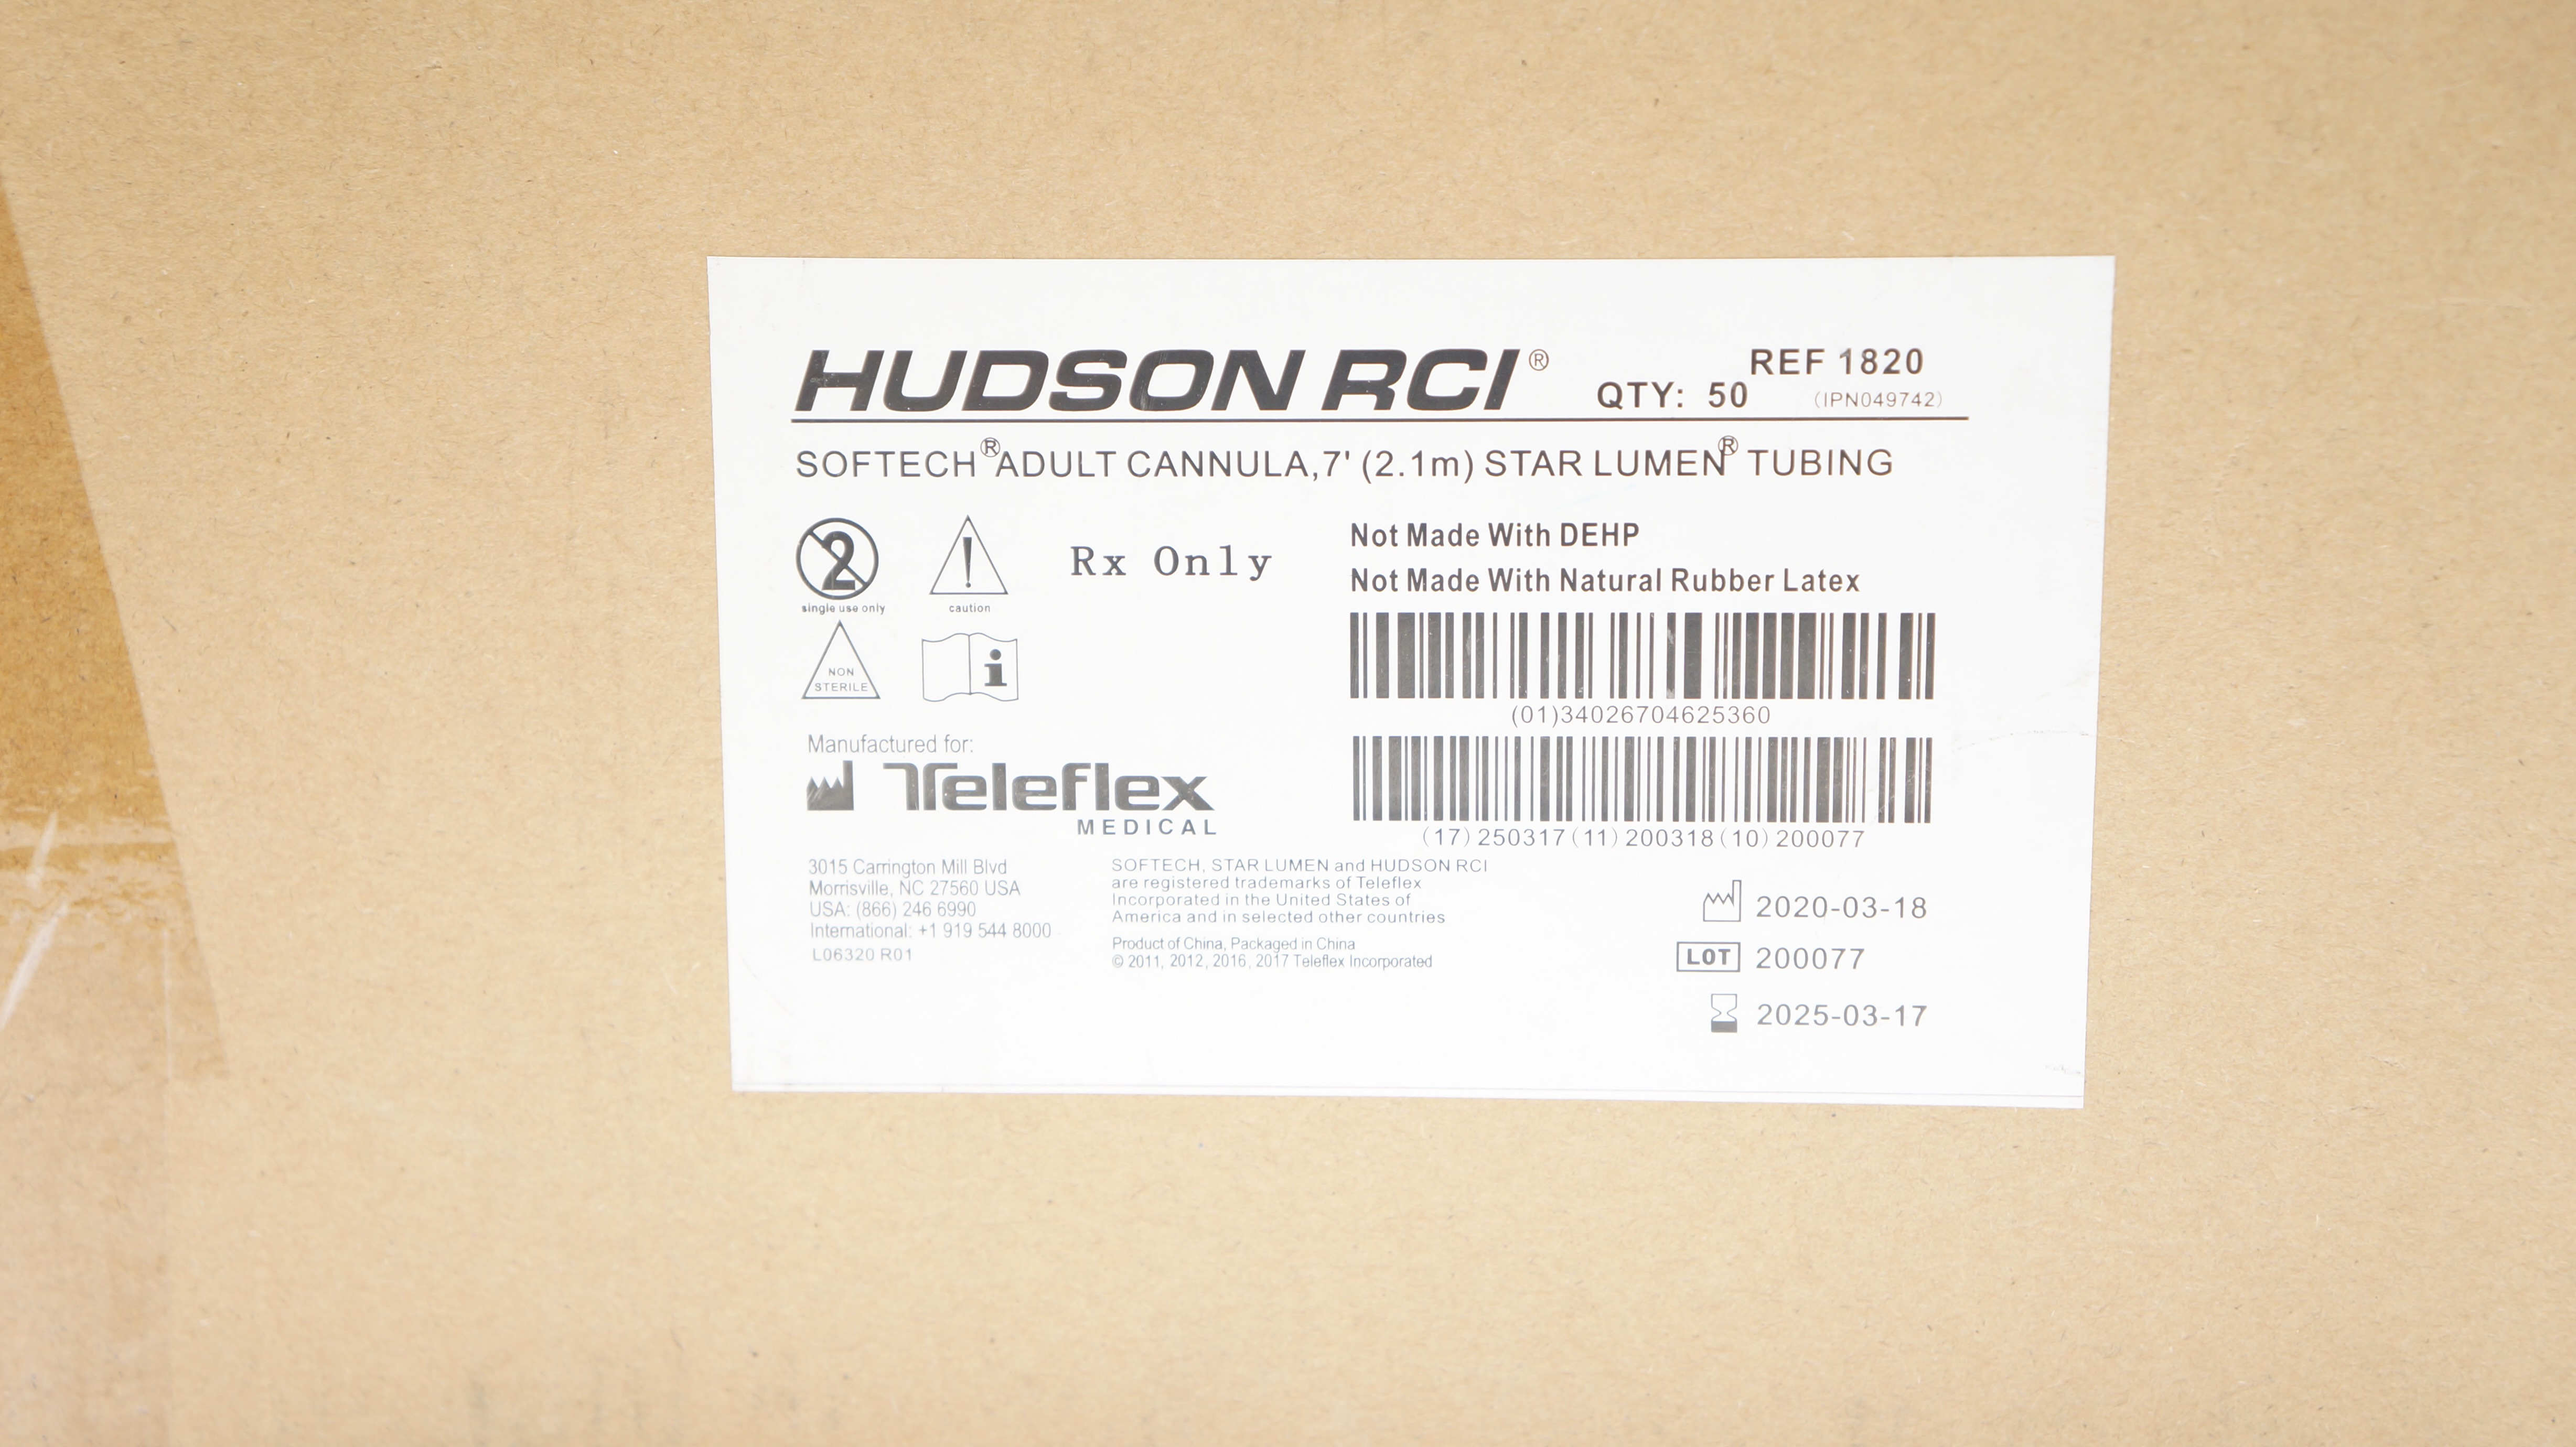 HUDSON RCI®
REF 1820
QTY: 50
(IPN049742)
SOFTECH® ADULT CANNULA,7' (2.1m) STAR LUMEN® TUBING
2
single use only
!
caution
Rx Only
Not Made With DEHP
Not Made With Natural Rubber Latex
NON
STERILE
i
(01)34026704625360
Manufactured for:
Teleflex
MEDICAL
(17)250317(11)200318(10)200077
3015 Carrington Mill Blvd
Morrisville, NC 27560 USA
USA: (866) 246 6990
International: +1 919 544 8000
L06320 R01
SOFTECH, STAR LUMEN and HUDSON RCI
are registered trademarks of Teleflex
Incorporated in the United States of
America and in selected other countries
Product of China, Packaged in China
© 2011, 2012, 2016, 2017 Teleflex Incorporated
2020-03-18
LOT 200077
2025-03-17